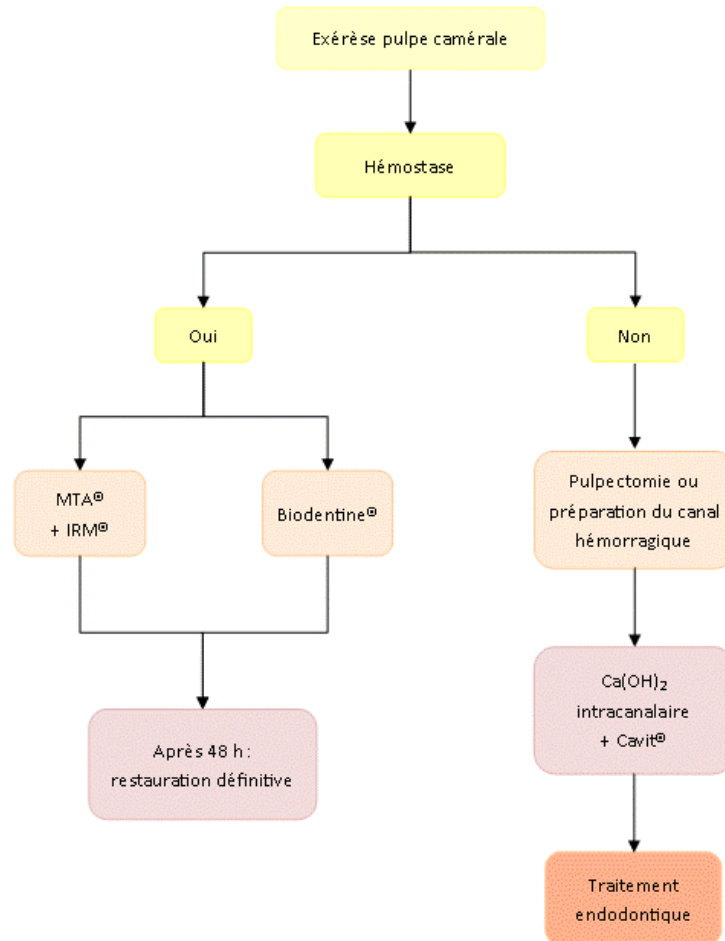 Exérèse pulpe camérale
Hémostase
Oui
Non
MTA®
+ IRM®
Biodentine®
Pulpectomie ou
préparation du canal
hémorragique
Après 48 h :
restauration définitive
Ca(OH)₂
intracanalaire
+ Cavit®
Traitement
endodontique